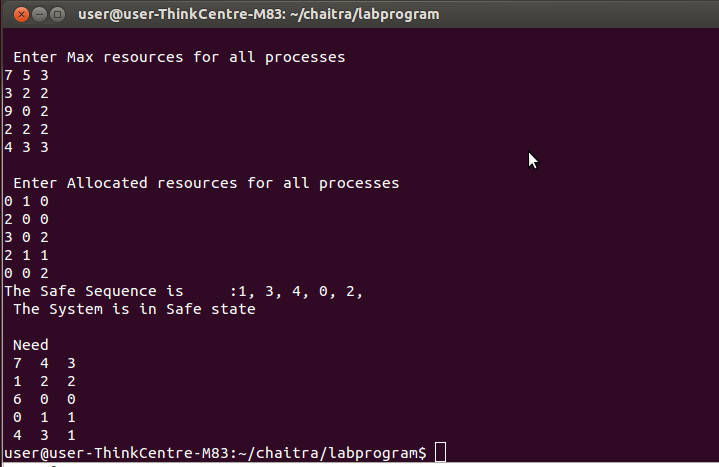 user@user-ThinkCentre-M83: ~/chaitra/labprogram
Enter Max resources for all processes
7 5 3
3 2 2
9 0 2
2 2 2
4 3 3
Enter Allocated resources for all processes
0 1 0
2 0 0
3 0 2
2 1 1
0 0 2
The Safe Sequence is     :1, 3, 4, 0, 2,
The System is in Safe state
Need
7  4  3
1  2  2
6  0  0
0  1  1
4  3  1
user@user-ThinkCentre-M83:~/chaitra/labprogram$